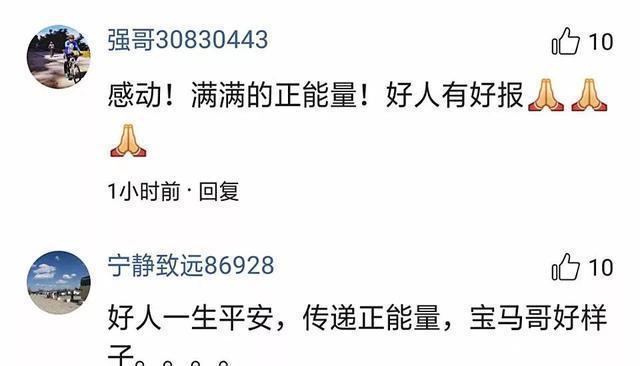 强哥30830443 10
感动！满满的正能量！好人有好报🙏🙏
🙏
1小时前 · 回复
宁静致远86928 10
好人一生平安，传递正能量，宝马哥好样
子。。。。